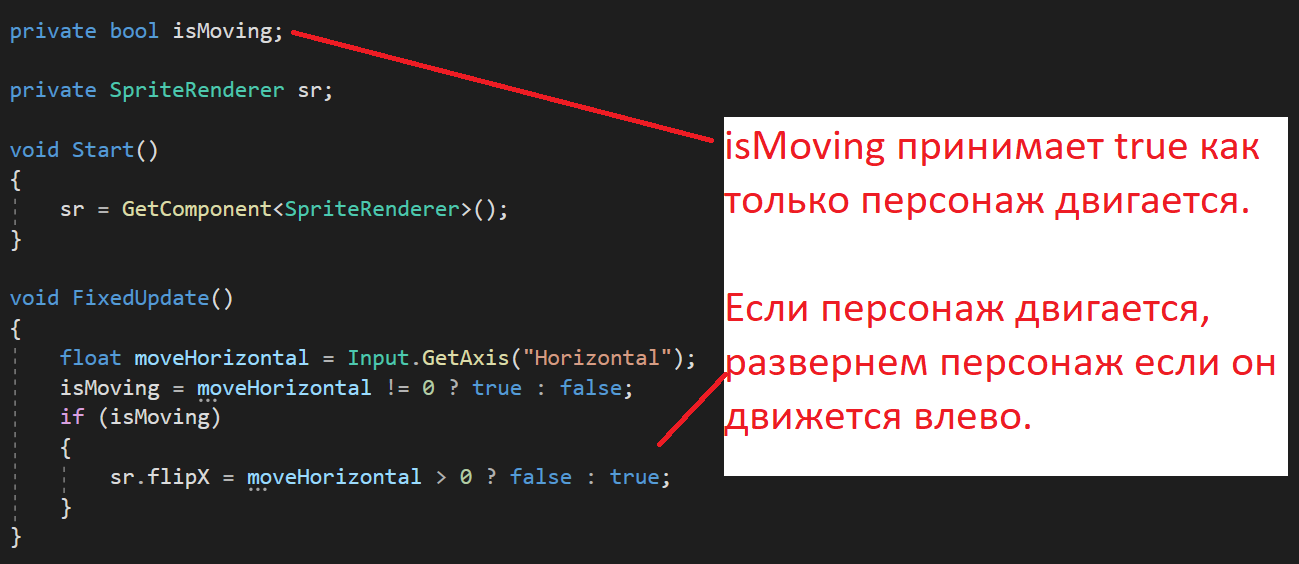 private bool isMoving;
private SpriteRenderer sr;
void Start()
{
sr = GetComponent<SpriteRenderer>();
}
void FixedUpdate()
{
float moveHorizontal = Input.GetAxis("Horizontal");
isMoving = moveHorizontal != 0 ? true : false;
if (isMoving)
{
sr.flipX = moveHorizontal > 0 ? false : true;
}
}
isMoving принимает true как
только персонаж двигается.
Если персонаж двигается,
развернем персонаж если он
движется влево.